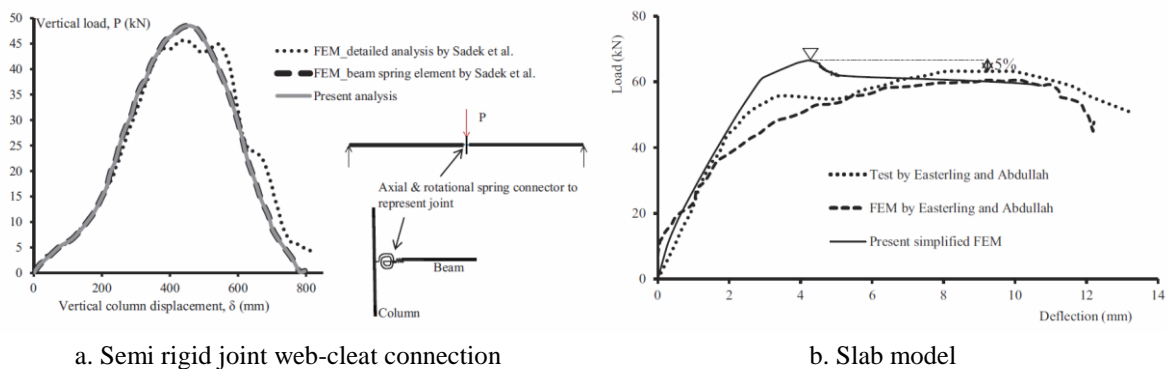 Vertical load, P (kN)
50
45
40
35
30
25
20
15
10
5
0
0
200
400
600
800
Vertical column displacement, δ (mm)
FEM_detailed analysis by Sadek et al.
FEM_beam spring element by Sadek et al.
Present analysis
P
Axial & rotational spring connector to
represent joint
Beam
Column
a. Semi rigid joint web-cleat connection
Load (kN)
80
60
40
20
0
0
2
4
6
8
10
12
14
Deflection (mm)
5%
Test by Easterling and Abdullah
FEM by Easterling and Abdullah
Present simplified FEM
b. Slab model